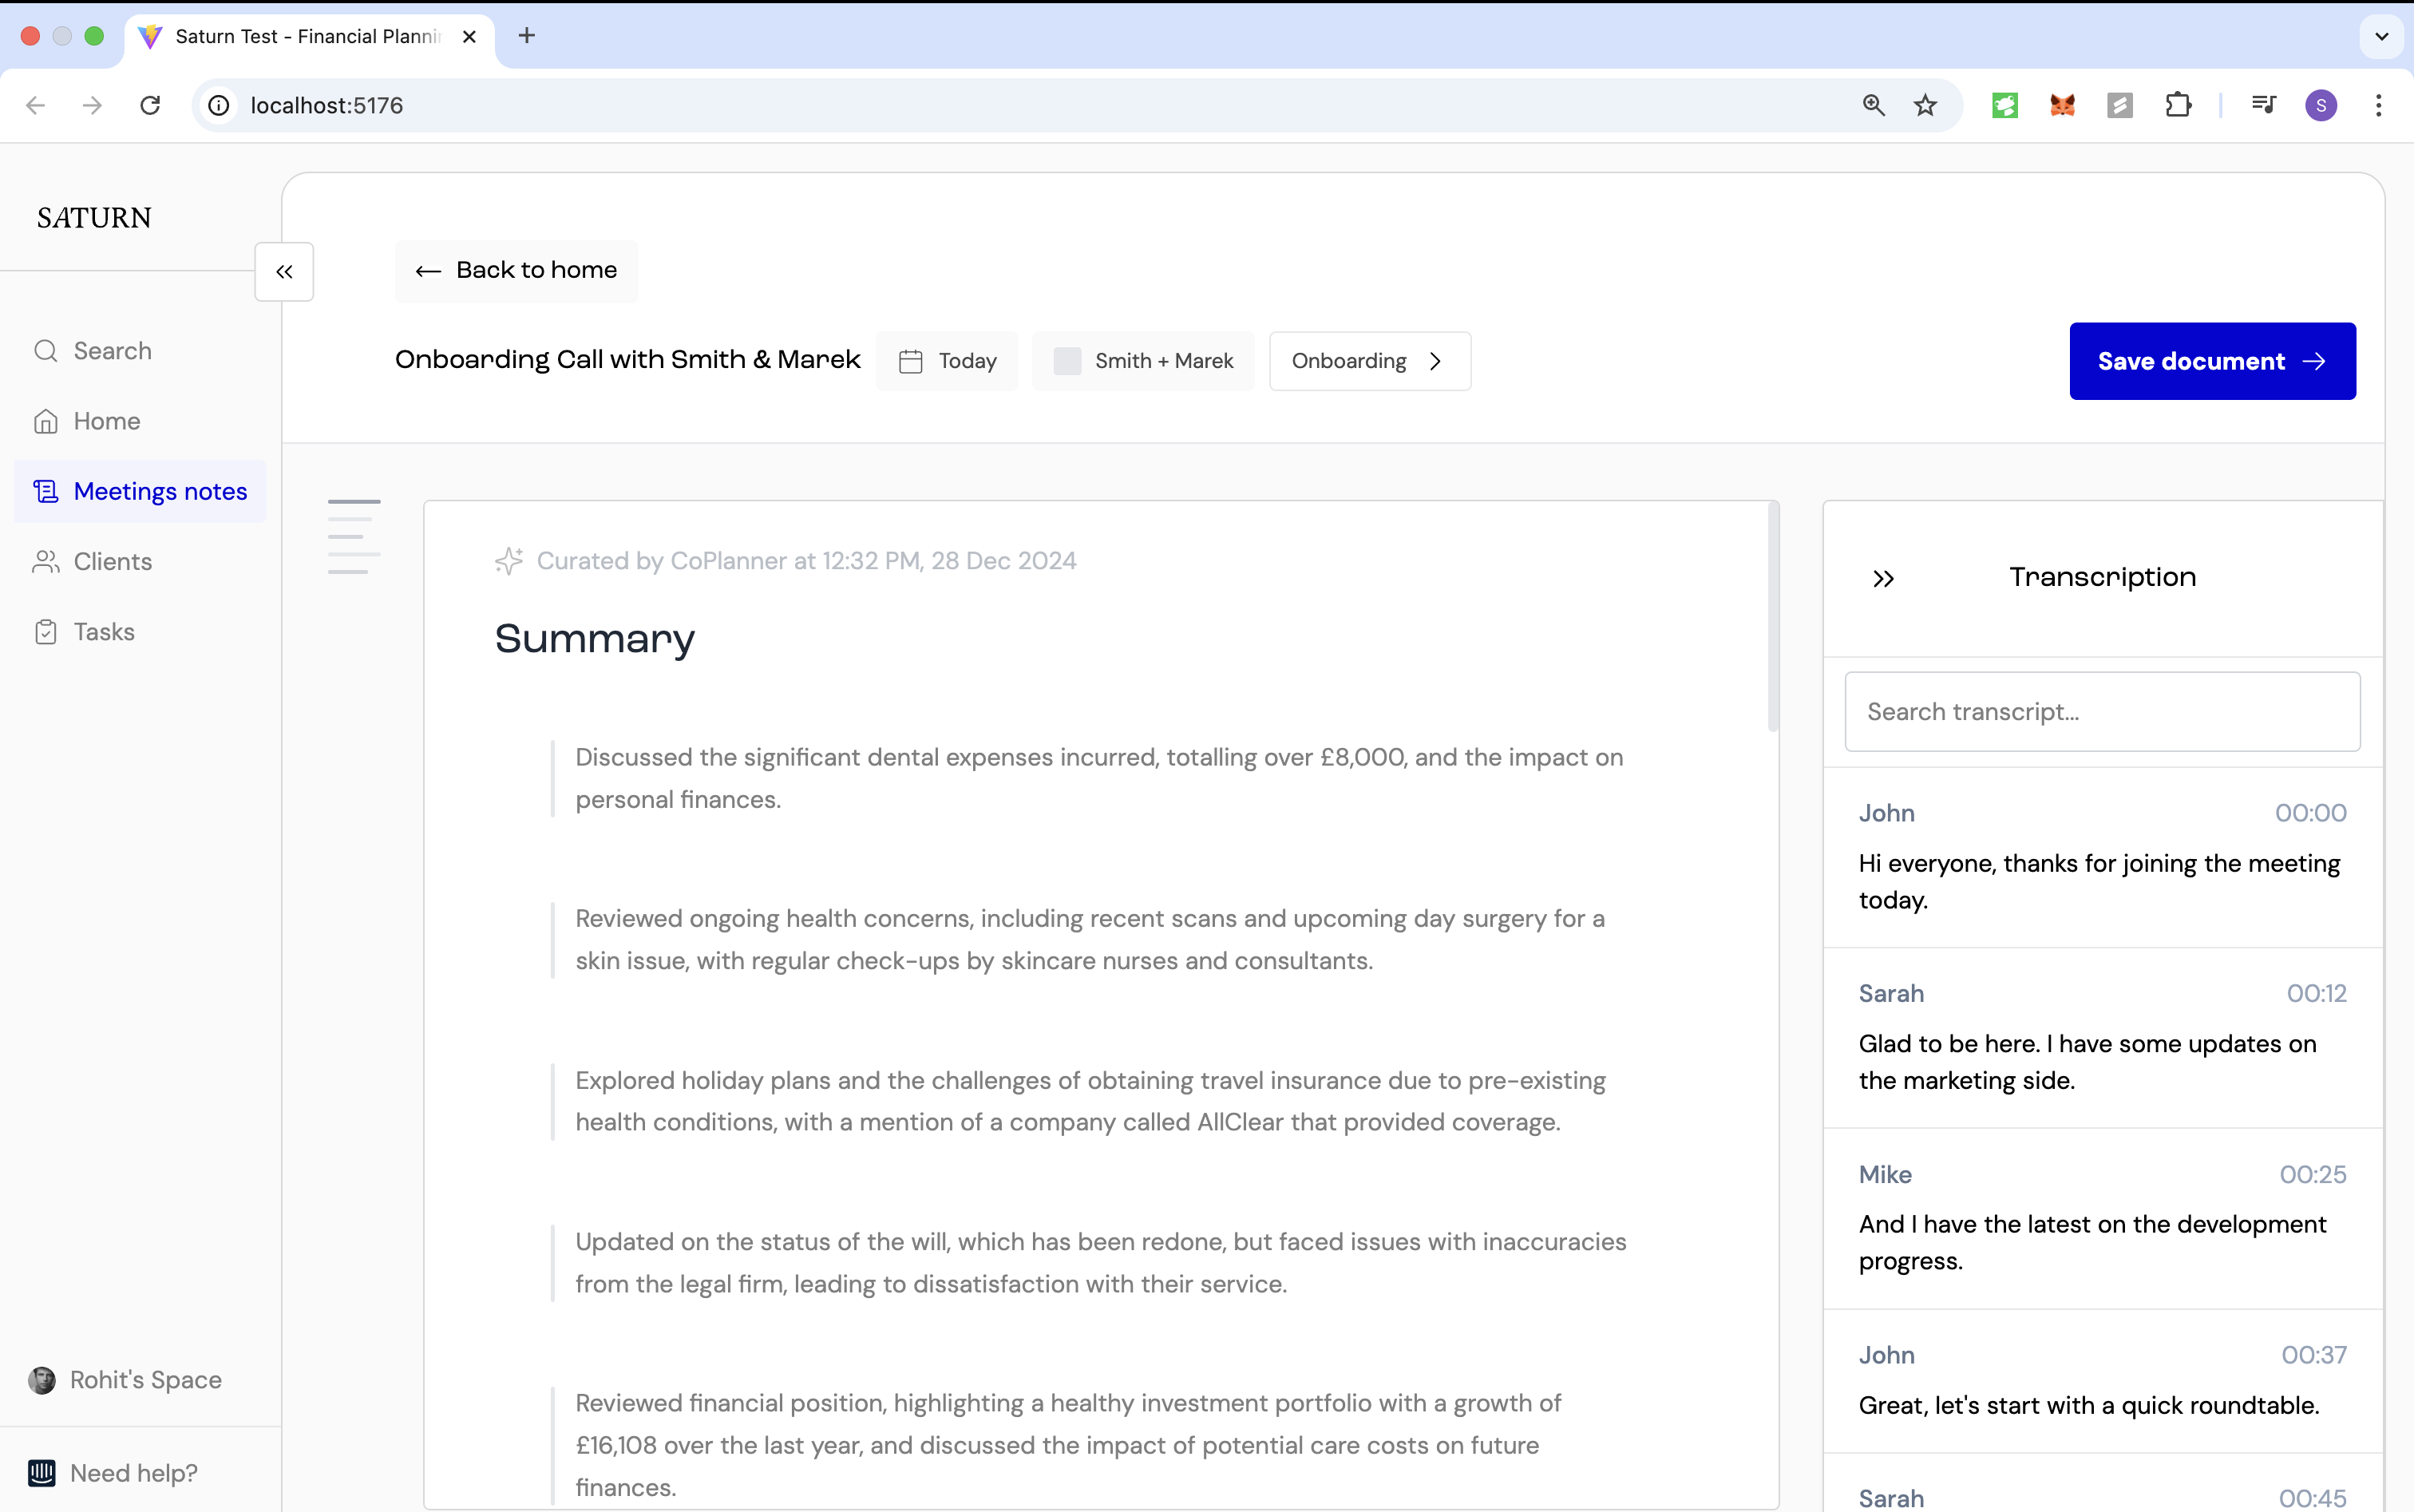 Saturn Test - Financial Plannin
localhost:5176
S
SATURN
Search
Home
Meetings notes
Clients
Tasks
Rohit's Space
Need help?
Back to home
Onboarding Call with Smith & Marek
Today
Smith + Marek
Onboarding
Save document
Curated by CoPlanner at 12:32 PM, 28 Dec 2024
Summary
Discussed the significant dental expenses incurred, totalling over £8,000, and the impact on
personal finances.
Reviewed ongoing health concerns, including recent scans and upcoming day surgery for a
skin issue, with regular check-ups by skincare nurses and consultants.
Explored holiday plans and the challenges of obtaining travel insurance due to pre-existing
health conditions, with a mention of a company called AllClear that provided coverage.
Updated on the status of the will, which has been redone, but faced issues with inaccuracies
from the legal firm, leading to dissatisfaction with their service.
Reviewed financial position, highlighting a healthy investment portfolio with a growth of
£16,108 over the last year, and discussed the impact of potential care costs on future
finances.
Transcription
Search transcript...
John 00:00
Hi everyone, thanks for joining the meeting
today.
Sarah 00:12
Glad to be here. I have some updates on
the marketing side.
Mike 00:25
And I have the latest on the development
progress.
John 00:37
Great, let's start with a quick roundtable.
Sarah 00:45